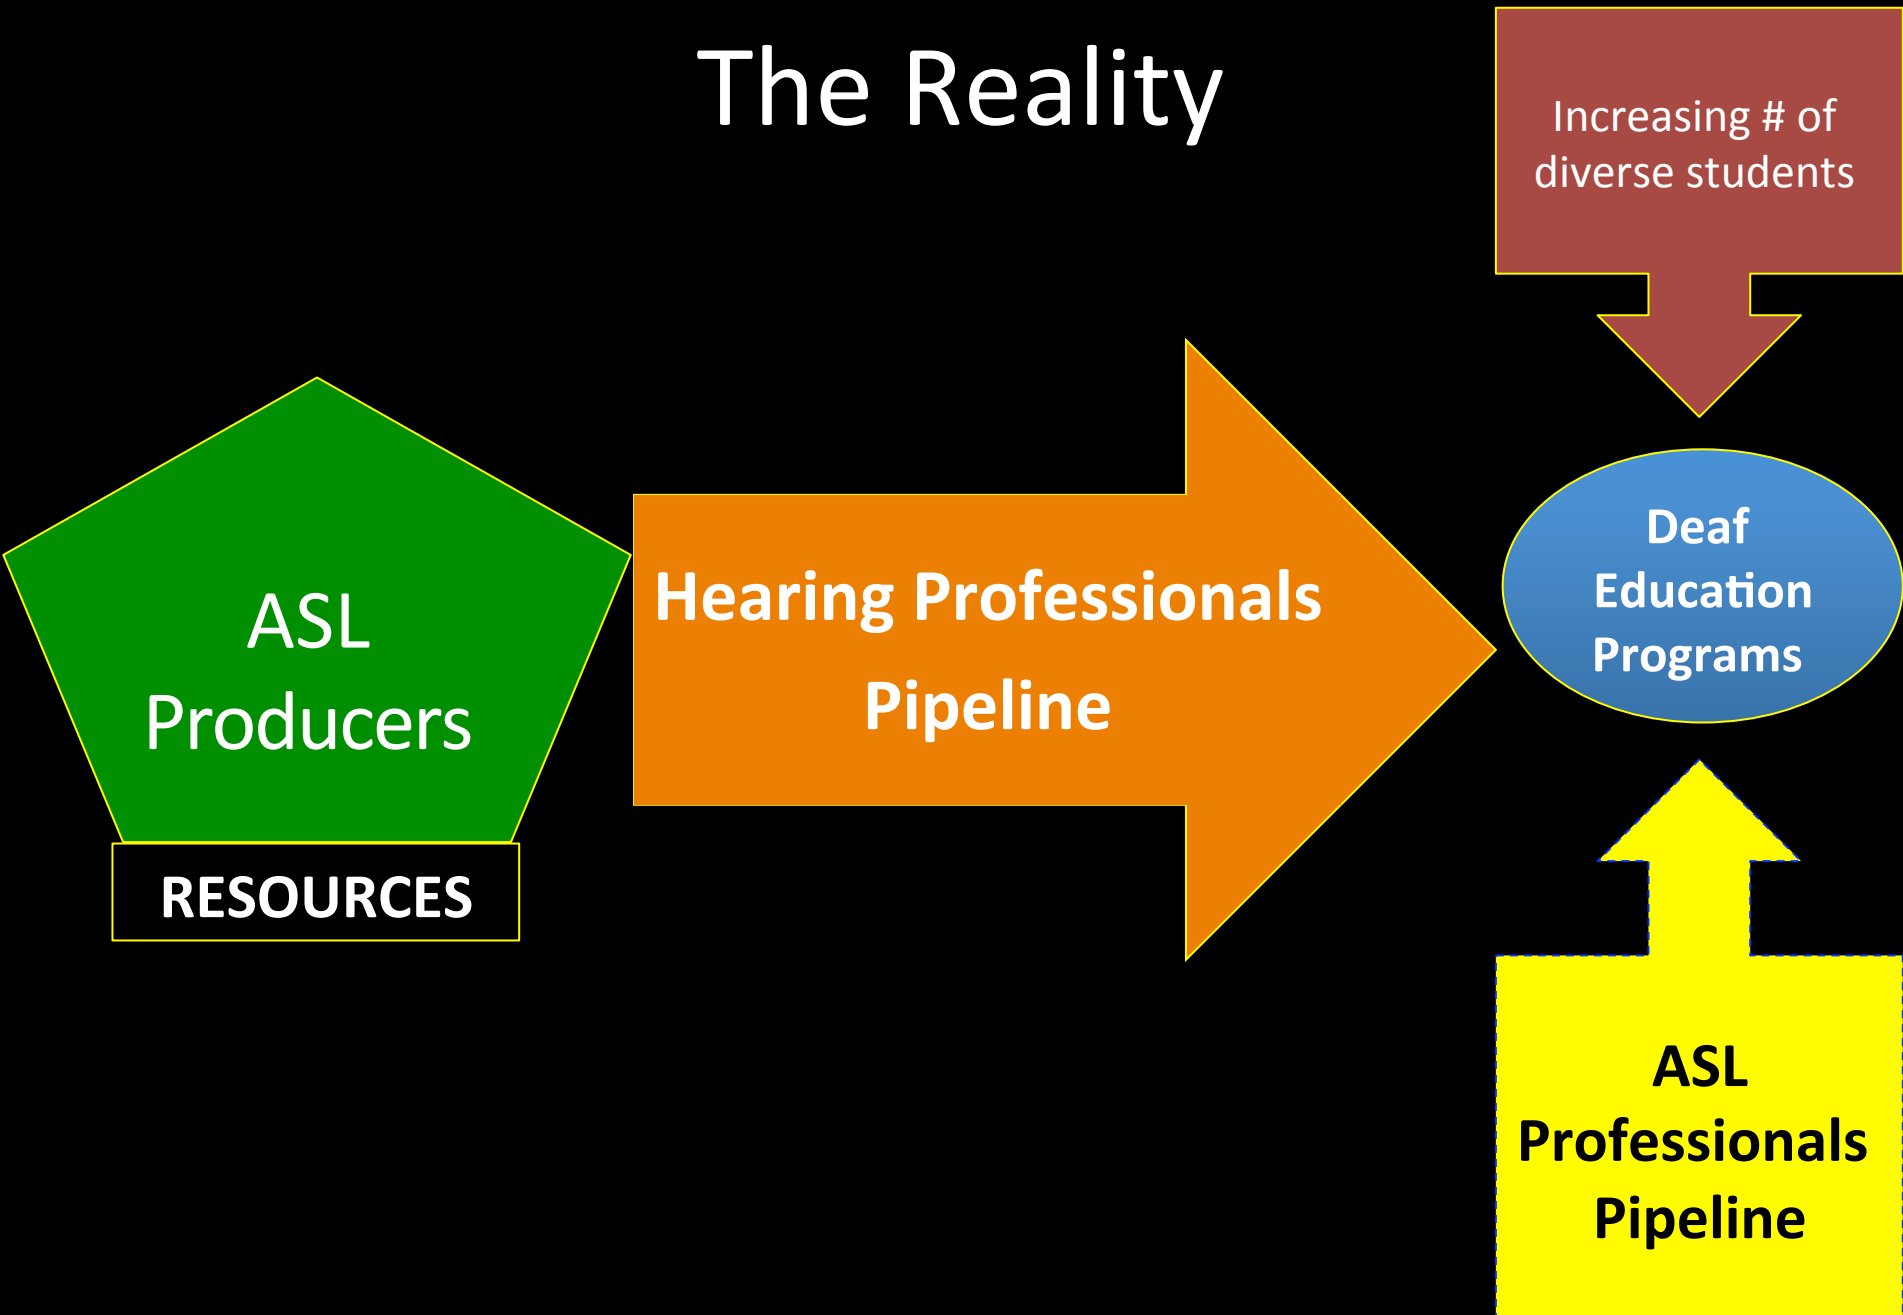 The Reality
Increasing # of
diverse students
ASL
Producers
RESOURCES
Hearing Professionals
Pipeline
Deaf
Education
Programs
ASL
Professionals
Pipeline